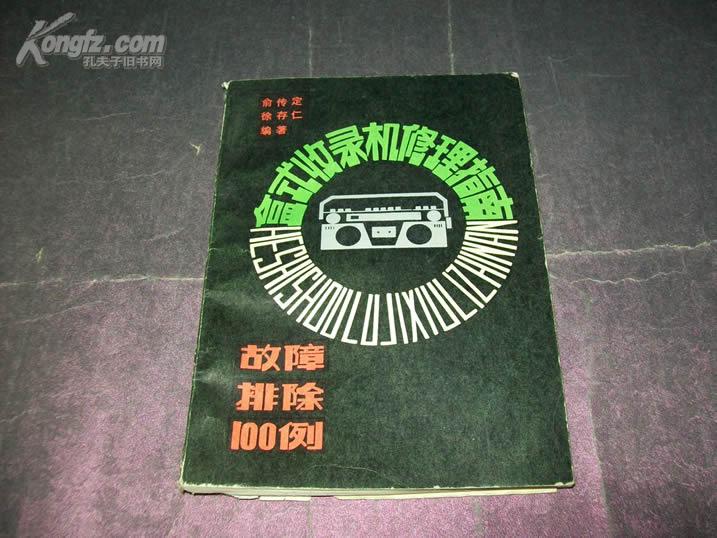 Kongfz.com
孔夫子旧书网
俞传定
徐存仁
编著
盒式收录机修理指南
HESHISHOULUJIXIULIZHINAN
故障
排除
100例